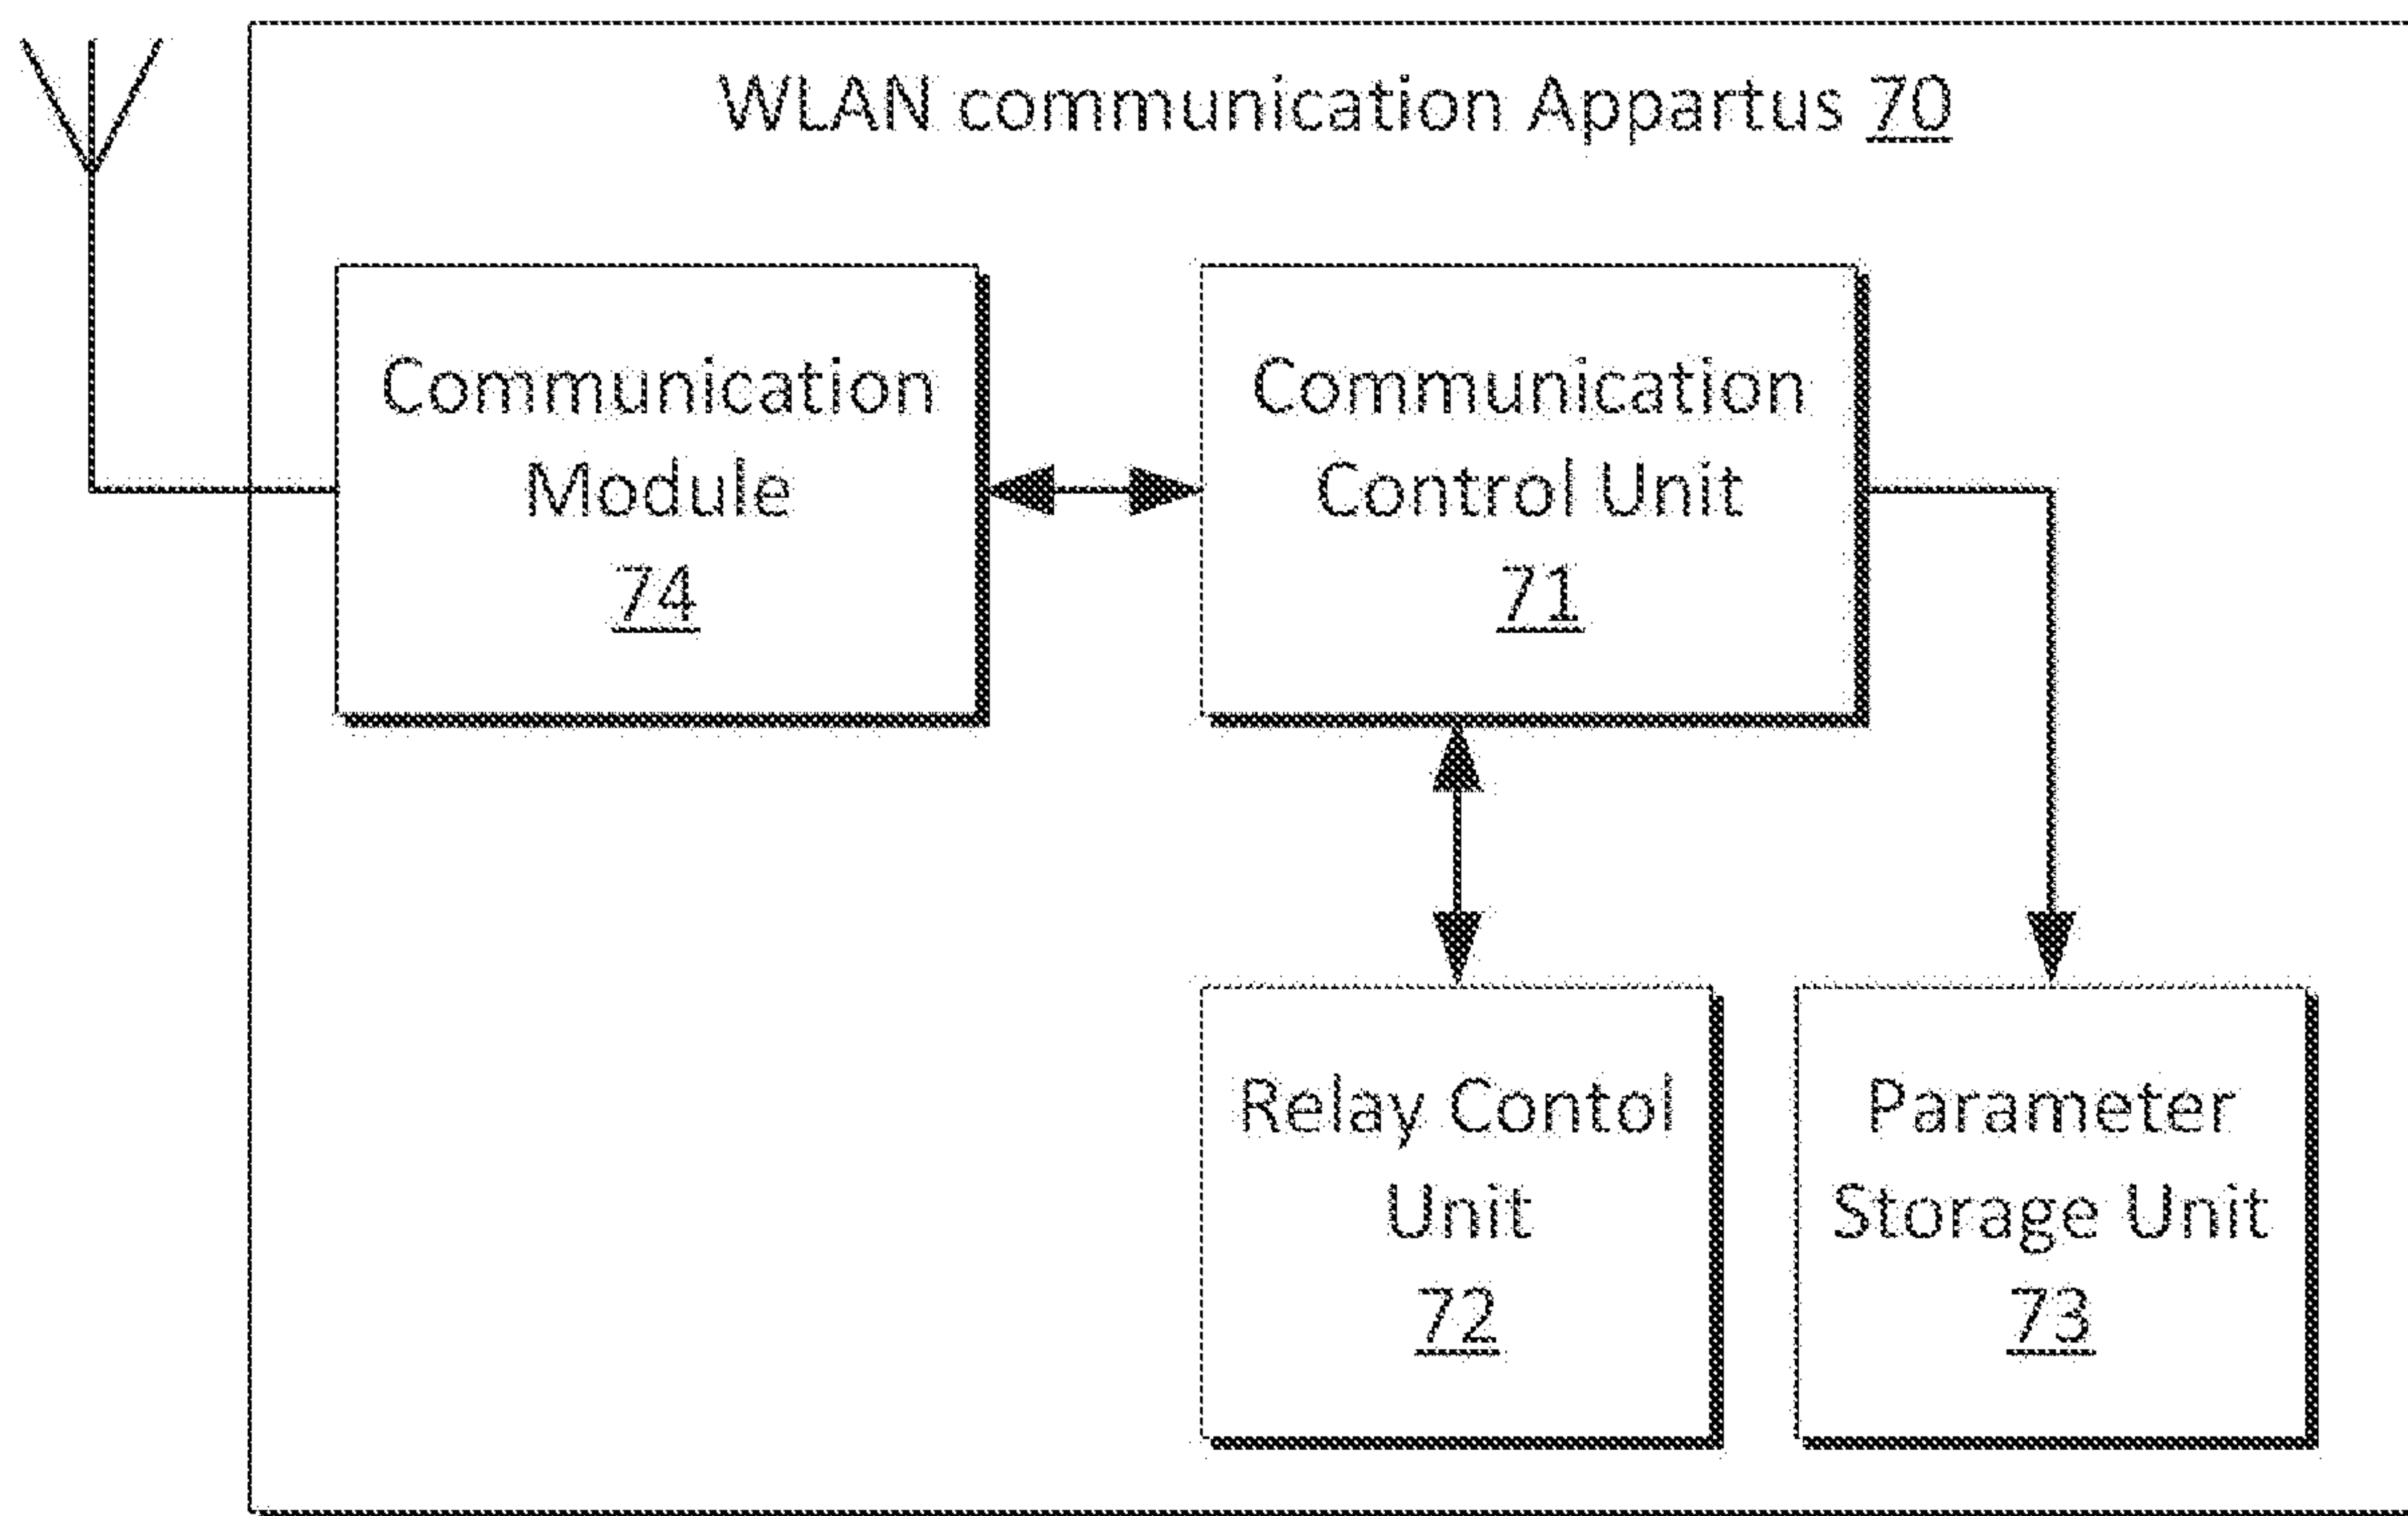 WLAN communication Appartus 70
Communication
Module
74
Communication
Control Unit
71
Relay Contol
Unit
72
Parameter
Storage Unit
73